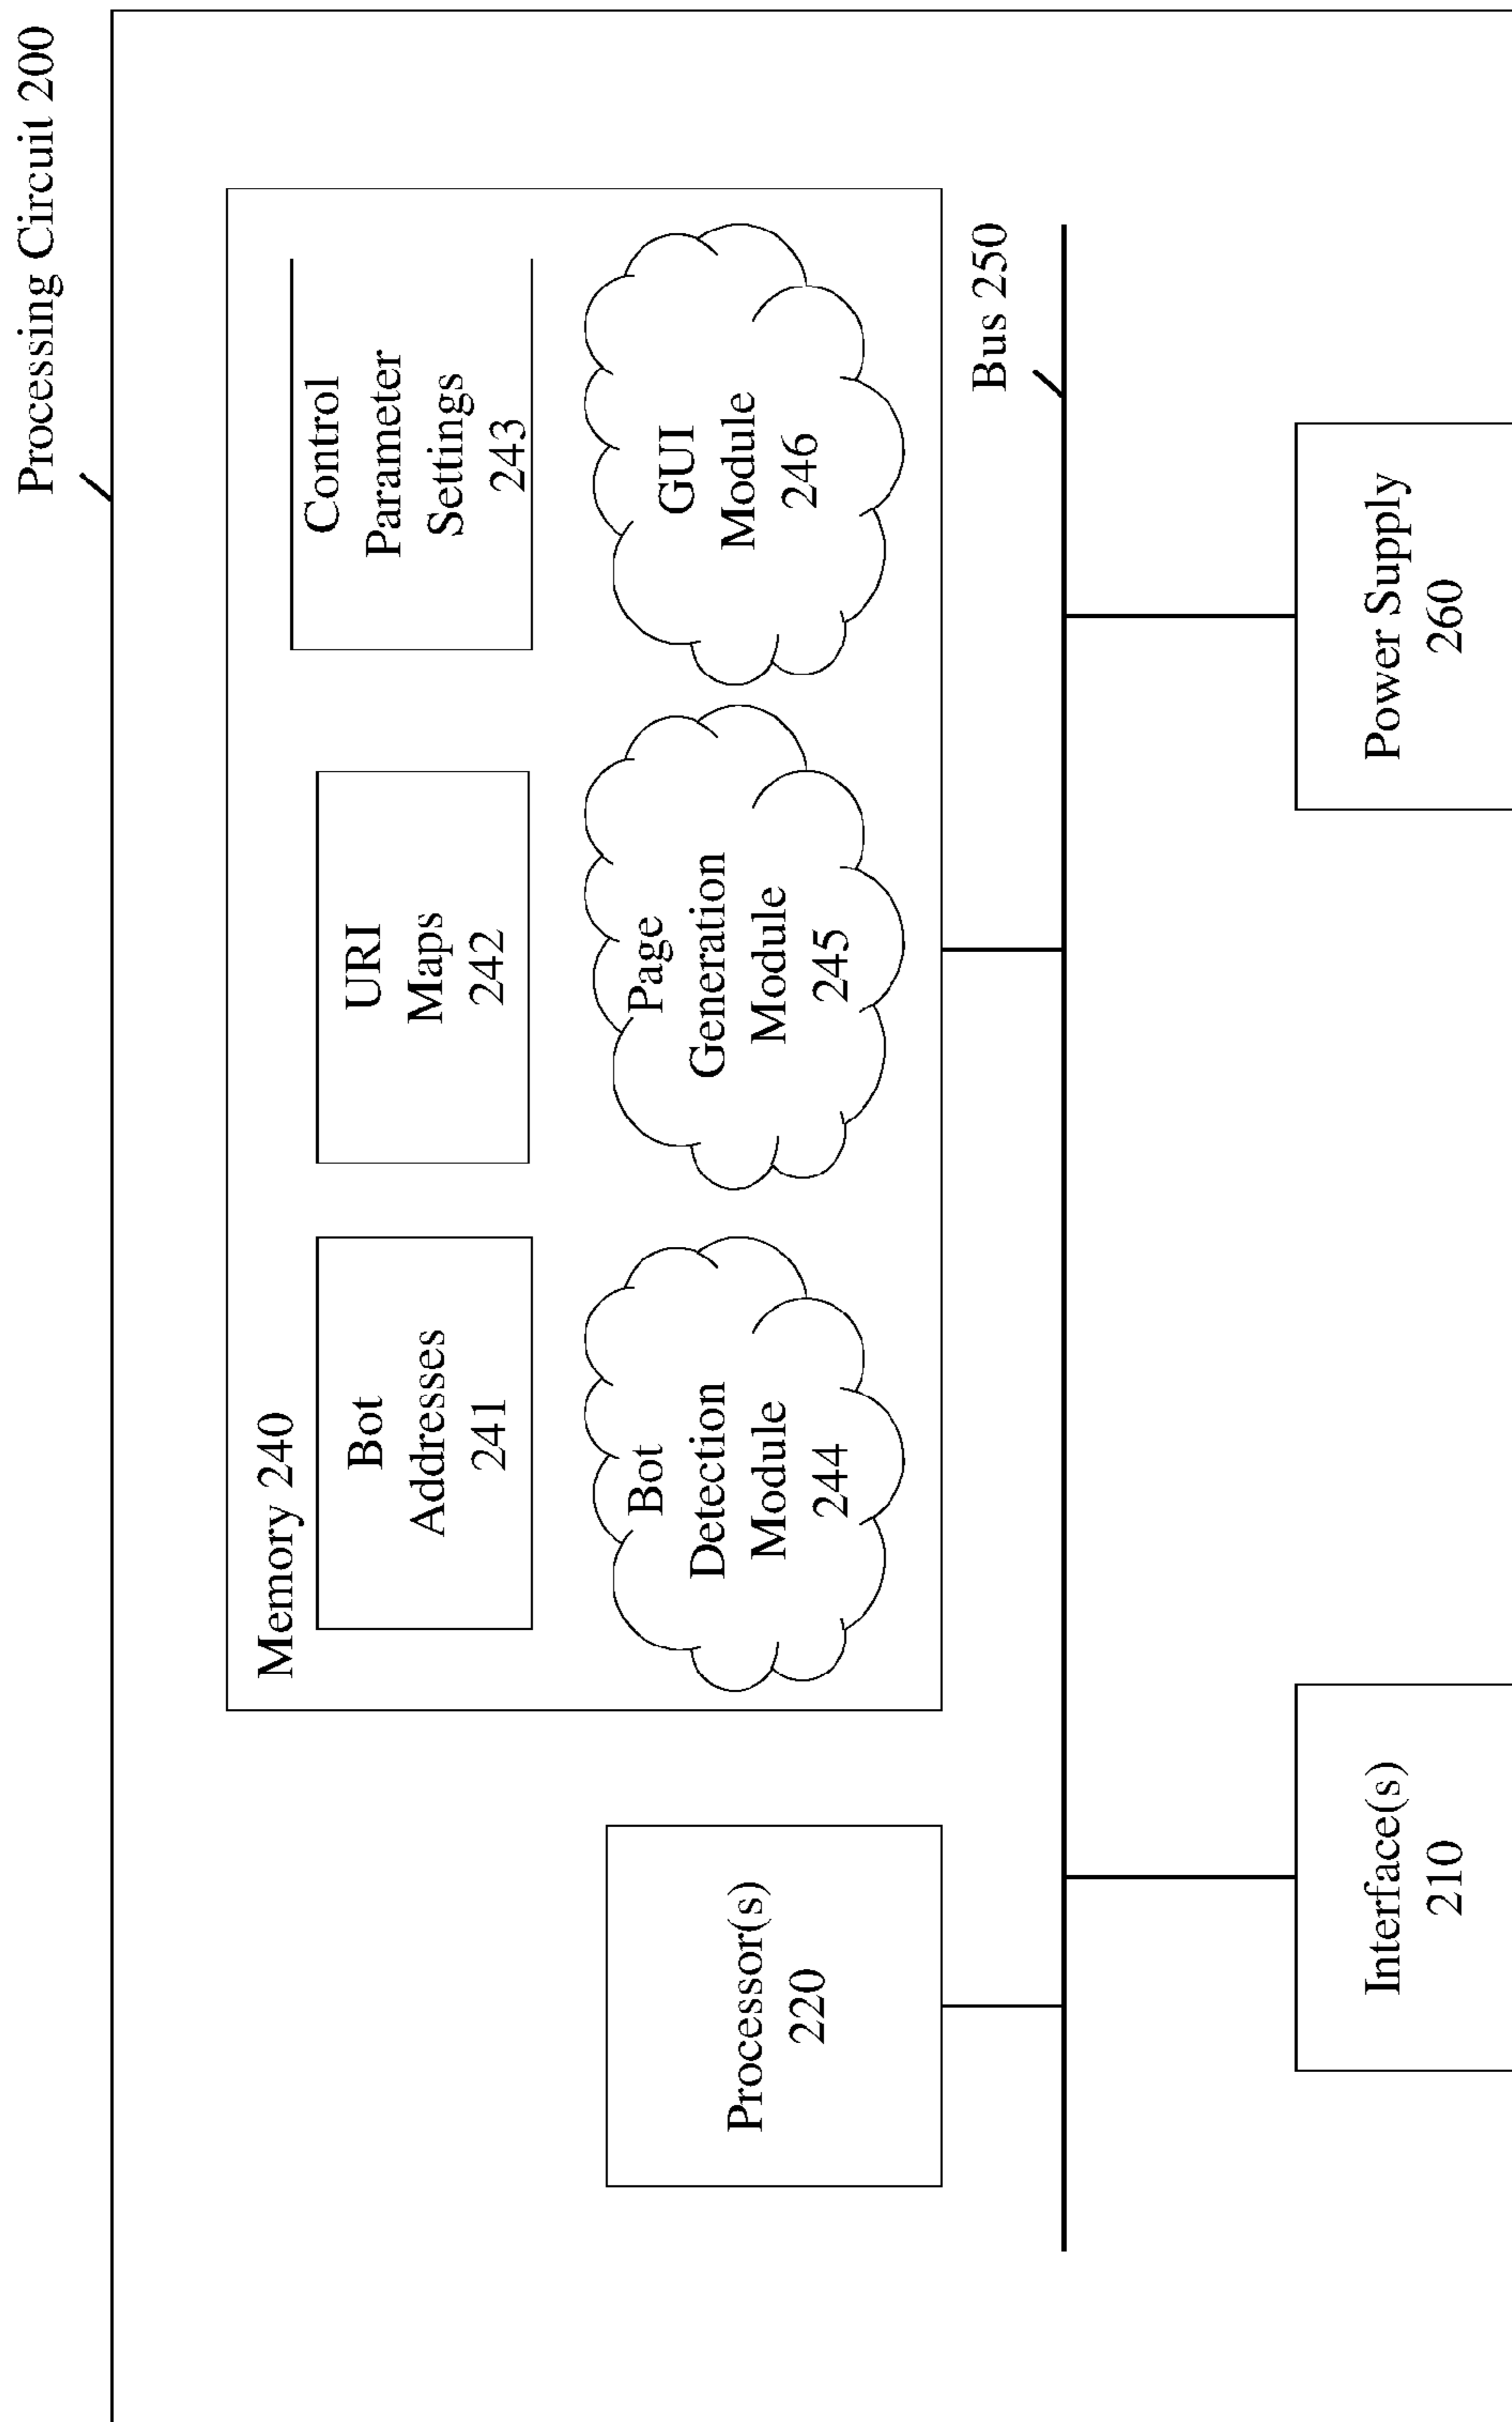 Processing Circuit 200
Memory 240
Bot
Addresses
241
URI
Maps
242
Control
Parameter
Settings
243
Bot
Detection
Module
244
Page
Generation
Module
245
GUI
Module
246
Processor(s)
220
Bus 250
Interface(s)
210
Power Supply
260